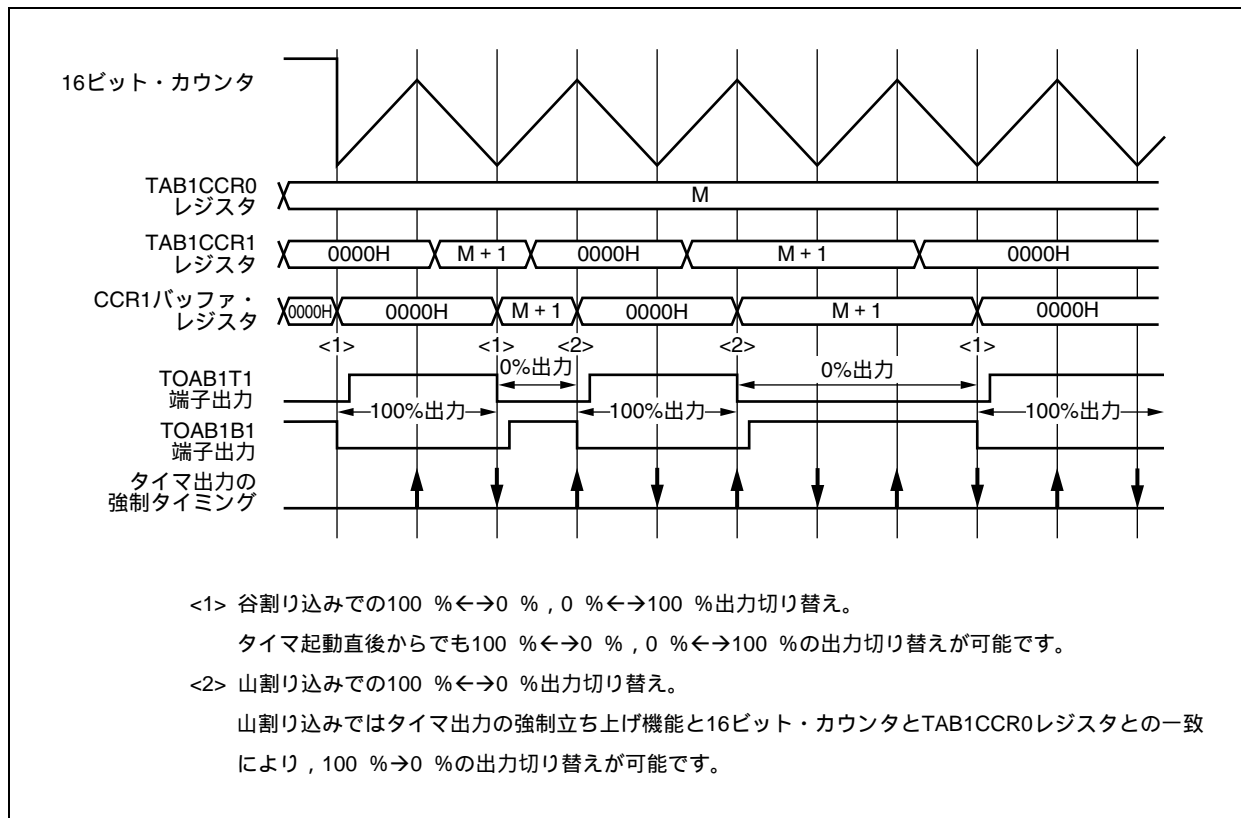 16ビット・カウンタ
TAB1CCR0
レジスタ
M
TAB1CCR1
レジスタ
0000H
M + 1
0000H
M + 1
0000H
CCR1バッファ・
レジスタ
0000H
0000H
M + 1
0000H
M + 1
0000H
<1>
<1>
<2>
<2>
<1>
TOAB1T1
端子出力
0%出力
0%出力
100%出力
100%出力
100%出力
TOAB1B1
端子出力
タイマ出力の
強制タイミング
<1> 谷割り込みでの100 %←→0 %,0 %←→100 %出力切り替え。
タイマ起動直後からでも100 %←→0 %,0 %←→100 %の出力切り替えが可能です。
<2> 山割り込みでの100 %←→0 %出力切り替え。
山割り込みではタイマ出力の強制立ち上げ機能と16ビット・カウンタとTAB1CCR0レジスタとの一致
により,100 %→0 %の出力切り替えが可能です。